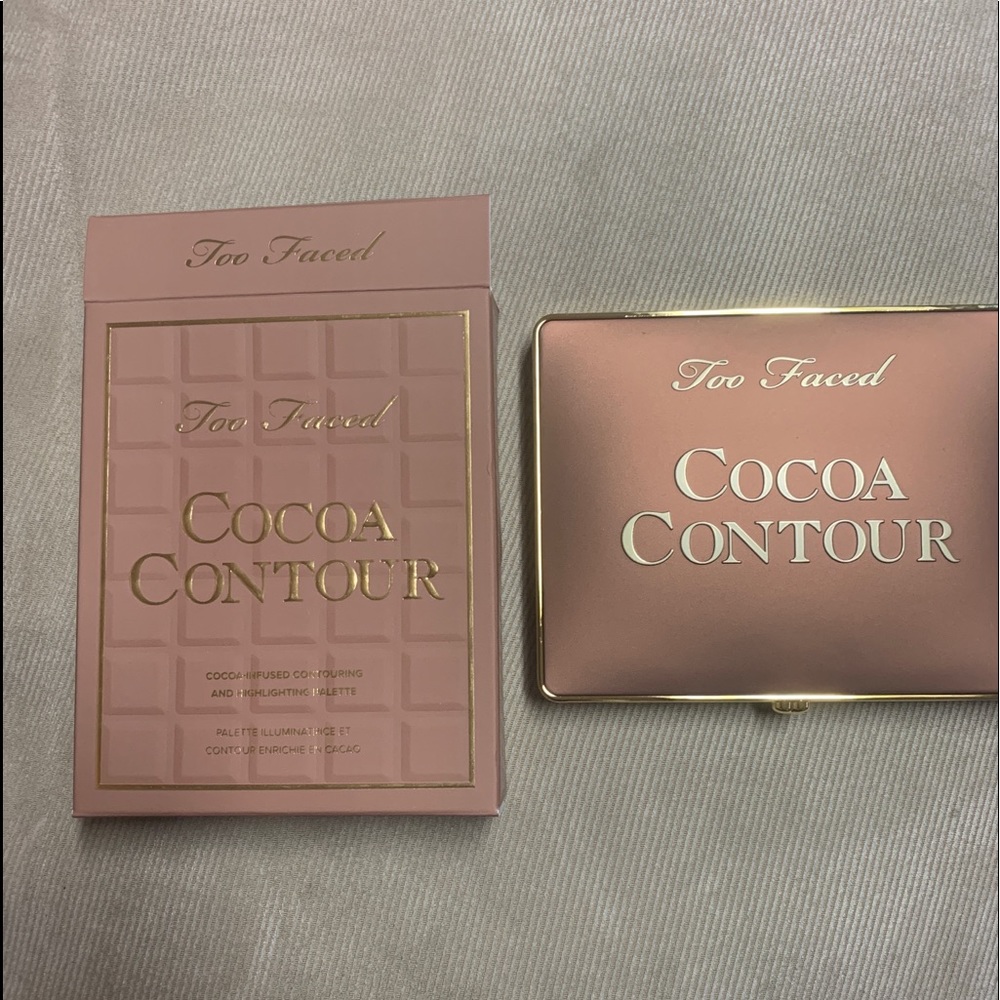 Too Faced
Too Faced
COCOA
CONTOUR
COCOA-INFUSED CONTOURING
AND HIGHLIGHTING PALETTE
PALETTE ILLUMINATRICE ET
CONTOUR ENRICHIE EN CACAO
Too Faced
COCOA
CONTOUR